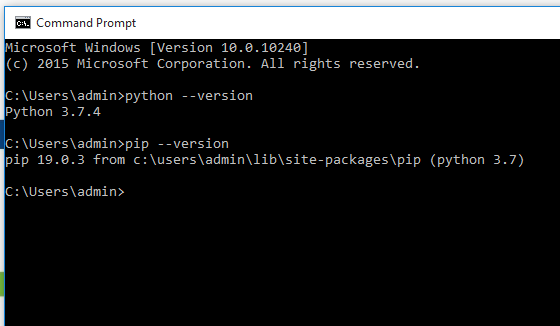 Command Prompt
Microsoft Windows [Version 10.0.10240]
(c) 2015 Microsoft Corporation. All rights reserved.
C:\Users\admin>python --version
Python 3.7.4
C:\Users\admin>pip --version
pip 19.0.3 from c:\users\admin\lib\site-packages\pip (python 3.7)
C:\Users\admin>